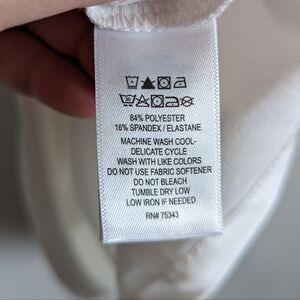 84% POLYESTER
16% SPANDEX / ELASTANE
MACHINE WASH COOL-
DELICATE CYCLE
WASH WITH LIKE COLORS
DO NOT USE FABRIC SOFTENER
DO NOT BLEACH
TUMBLE DRY LOW
LOW IRON IF NEEDED
RN# 75343